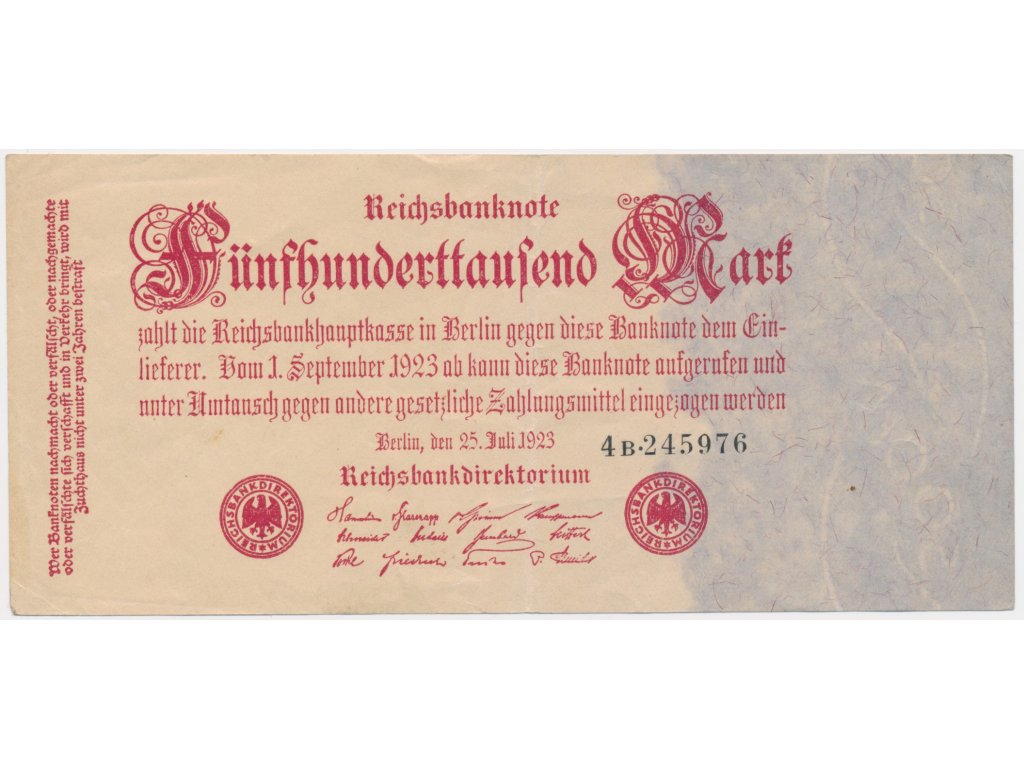 Reichsbanknote
Fünfhunderttausend Mark
zahlt die Reichsbankhauptkasse in Berlin gegen diese Banknote dem Ein-
lieferer. Vom 1. September 1923 ab kann diese Banknote aufgerufen und
unter Umtausch gegen andere gesetzliche Zahlungsmittel eingezogen werden
Berlin, den 25. Juli 1923
4B·245976
Reichsbankdirektorium
REICHSBANKDIREKTORIUM
REICHSBANKDIREKTORIUM
Wer Banknoten nachmacht oder verfälscht, oder nachgemachte
oder verfälschte sich verschafft und in Verkehr bringt, wird mit
Zuchthaus nicht unter zwei Jahren bestraft